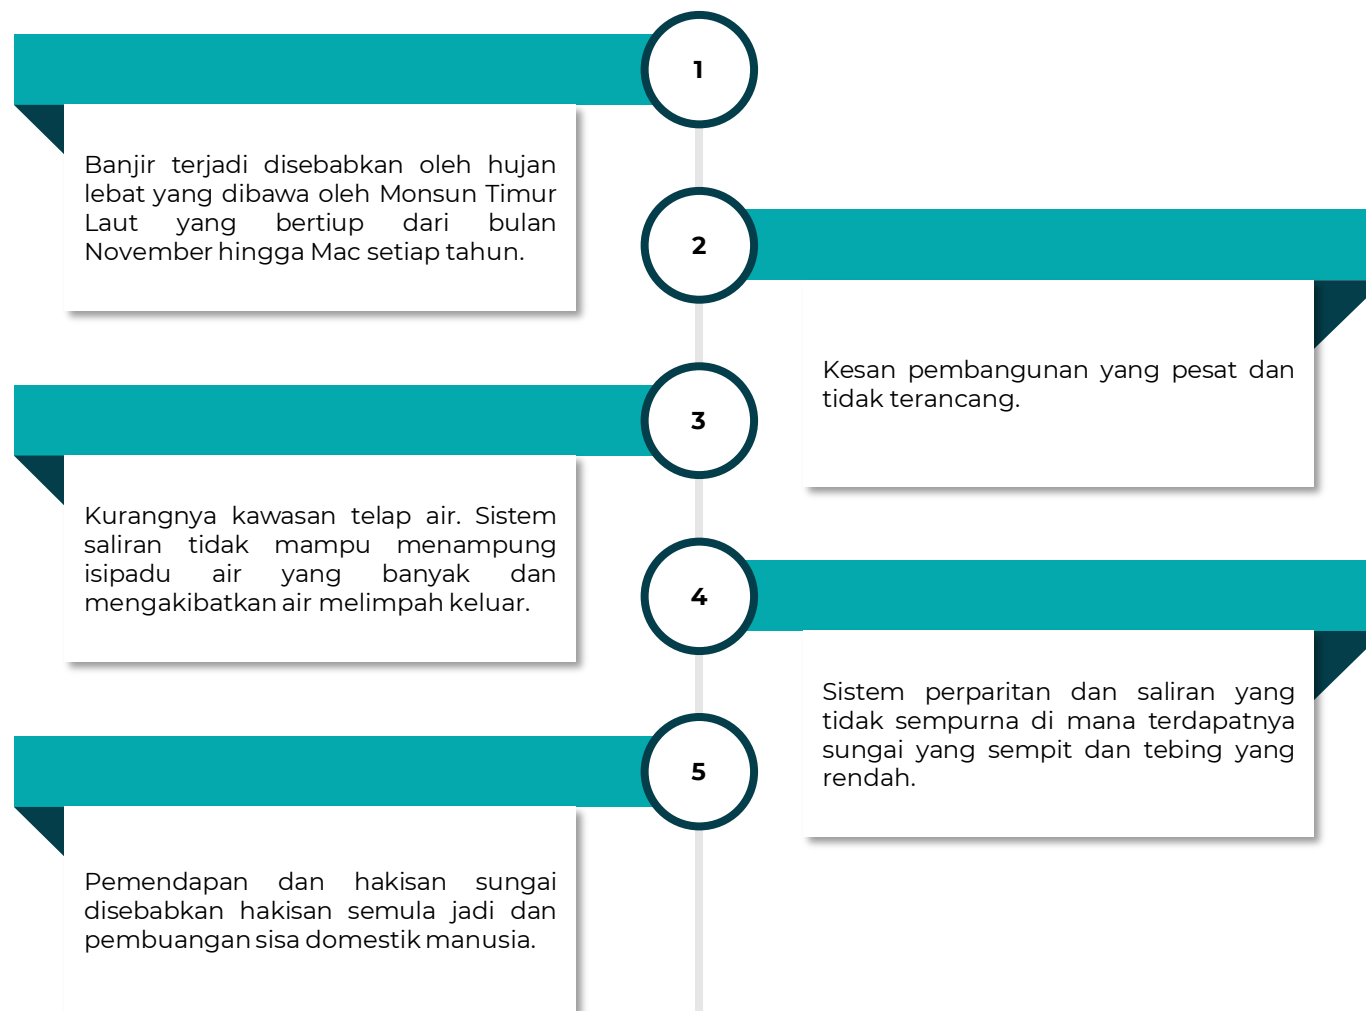 1
Banjir terjadi disebabkan oleh hujan
lebat yang dibawa oleh Monsun Timur
Laut yang bertiup dari bulan
November hingga Mac setiap tahun.
2
Kesan pembangunan yang pesat dan
tidak terancang.
3
Kurangnya kawasan telap air. Sistem
saliran tidak mampu menampung
isipadu air yang banyak dan
mengakibatkan air melimpah keluar.
4
Sistem perparitan dan saliran yang
tidak sempurna di mana terdapatnya
sungai yang sempit dan tebing yang
rendah.
5
Pemendapan dan hakisan sungai
disebabkan hakisan semula jadi dan
pembuangan sisa domestik manusia.